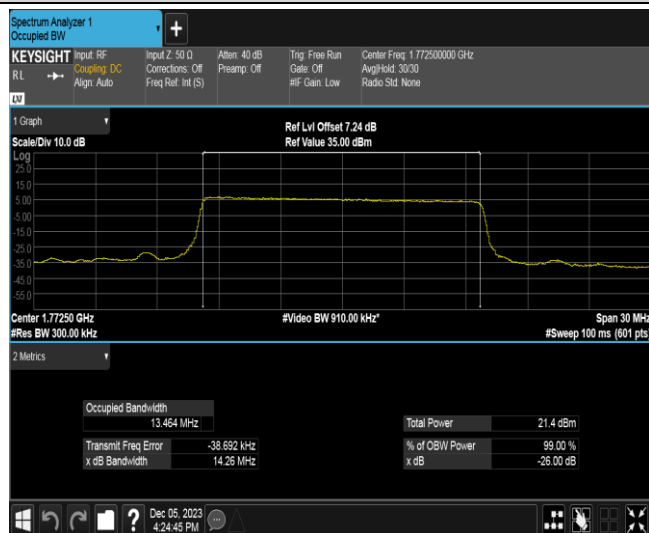 Spectrum Analyzer 1
Occupied BW
+
KEYSIGHT
RL
LXI
Input: RF
Coupling: DC
Align: Auto
Input Z: 50 Ω
Corrections: Off
Freq Ref: Int (S)
Atten: 40 dB
Preamp: Off
Trig: Free Run
Gate: Off
#IF Gain: Low
Center Freq: 1.772500000 GHz
Avg|Hold: 30/30
Radio Std: None
1 Graph
Scale/Div 10.0 dB
Ref Lvl Offset 7.24 dB
Ref Value 35.00 dBm
Log
25.0
15.0
5.00
-5.00
-15.0
-25.0
-35.0
-45.0
-55.0
Center 1.77250 GHz
#Video BW 910.00 kHz*
Span 30 MHz
#Res BW 300.00 kHz
#Sweep 100 ms (601 pts)
2 Metrics
Occupied Bandwidth
13.464 MHz
Total Power 21.4 dBm
Transmit Freq Error -38.692 kHz
% of OBW Power 99.00 %
x dB Bandwidth 14.26 MHz
x dB -26.00 dB
?
Dec 05, 2023
4:24:45 PM